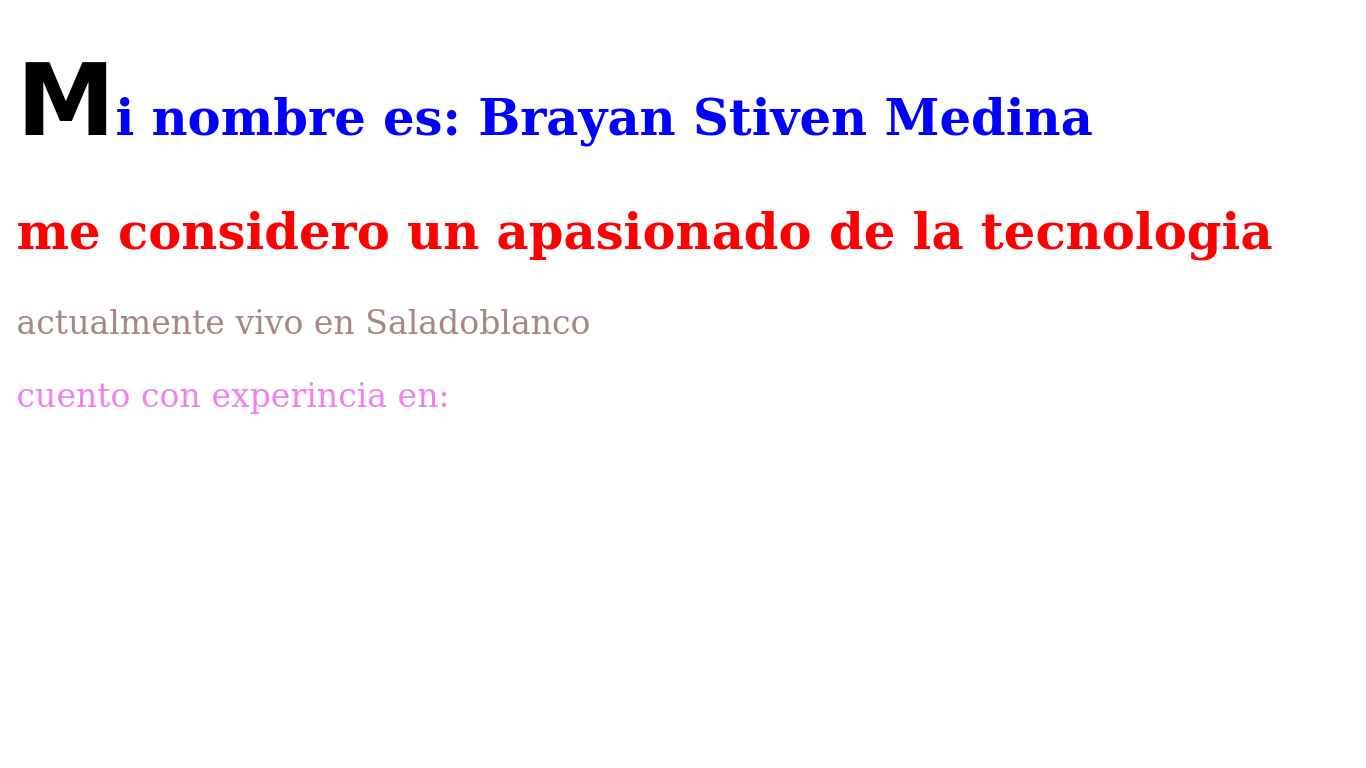 Mi nombre es: Brayan Stiven Medina
me considero un apasionado de la tecnologia
actualmente vivo en Saladoblanco
cuento con experincia en: